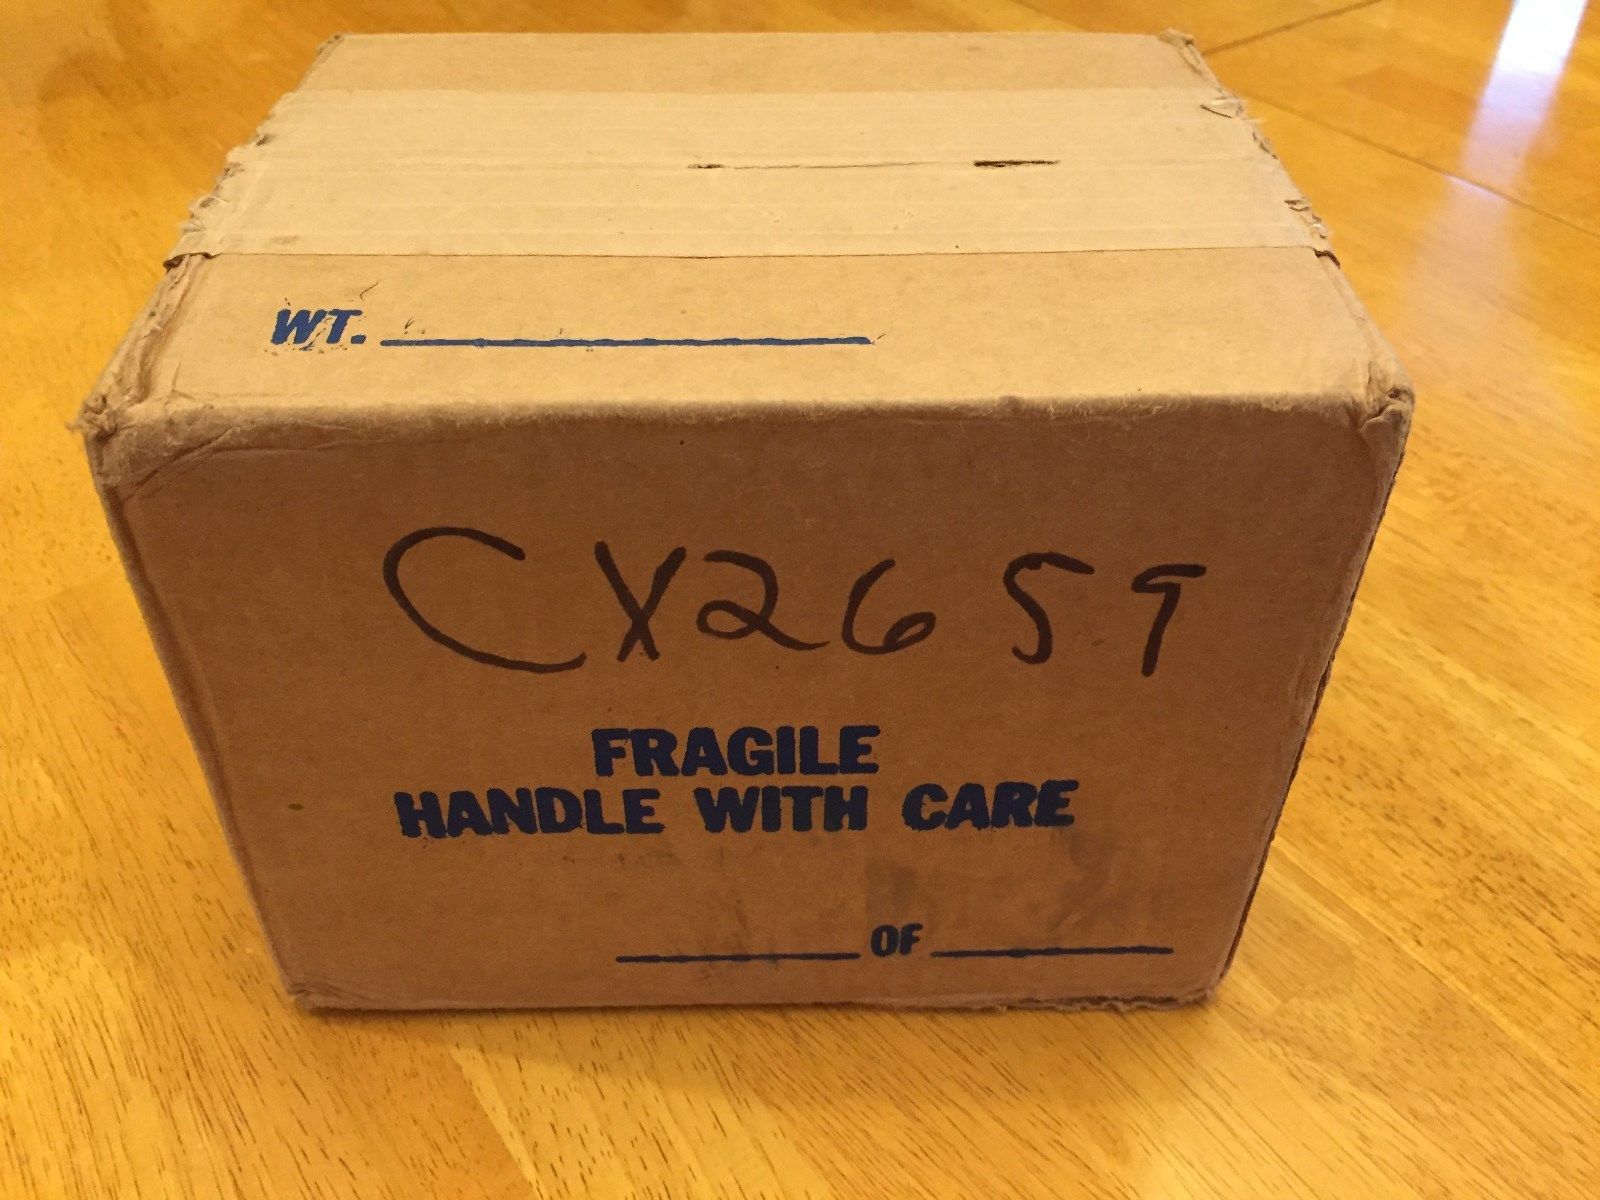 WT.
CX2659
FRAGILE
HANDLE WITH CARE
OF